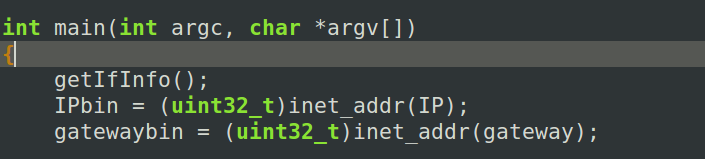 int main(int argc, char *argv[])
{
    getIfInfo();
    IPbin = (uint32_t)inet_addr(IP);
    gatewaybin = (uint32_t)inet_addr(gateway);